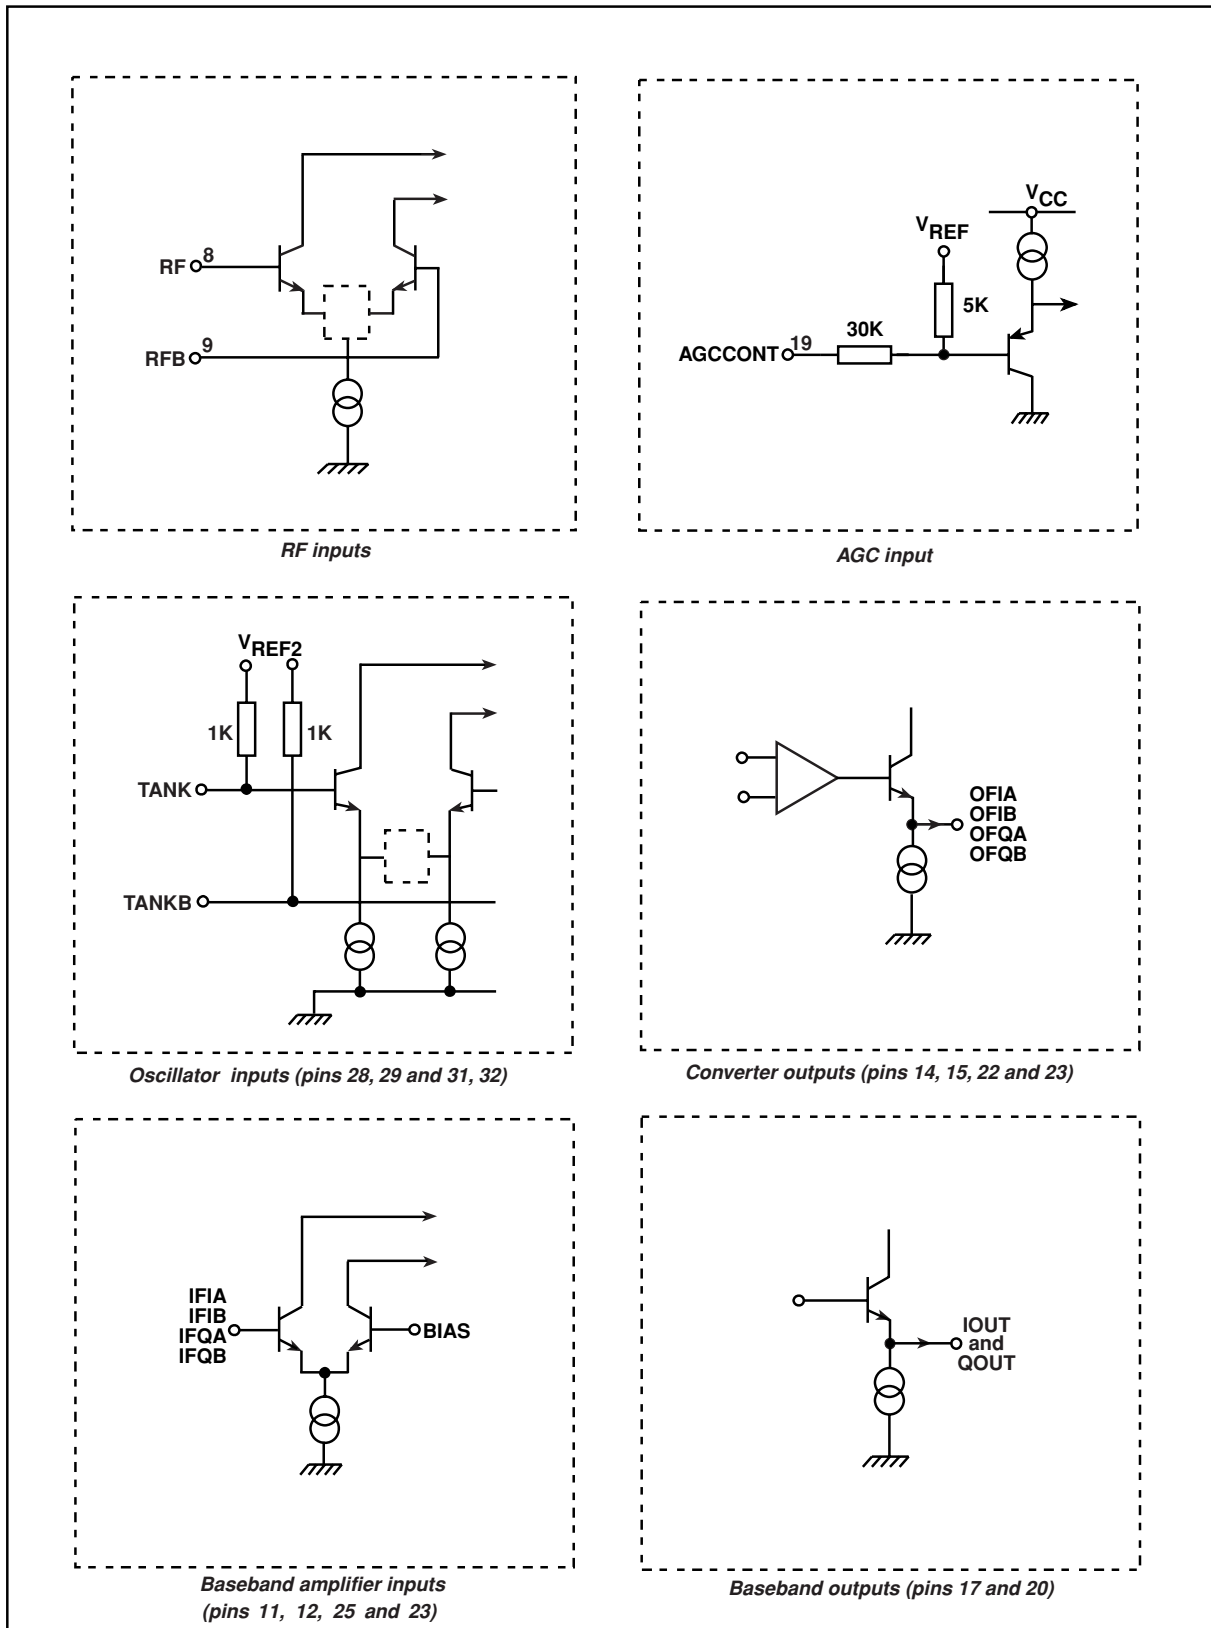 RF 8
RFB 9
RF inputs
VCC
VREF
5K
30K
AGCCONT 19
AGC input
VREF2
1K 1K
TANK
TANKB
Oscillator inputs (pins 28, 29 and 31, 32)
OFIA
OFIB
OFQA
OFQB
Converter outputs (pins 14, 15, 22 and 23)
IFIA
IFIB
IFQA
IFQB
BIAS
Baseband amplifier inputs
(pins 11, 12, 25 and 23)
IOUT
and
QOUT
Baseband outputs (pins 17 and 20)